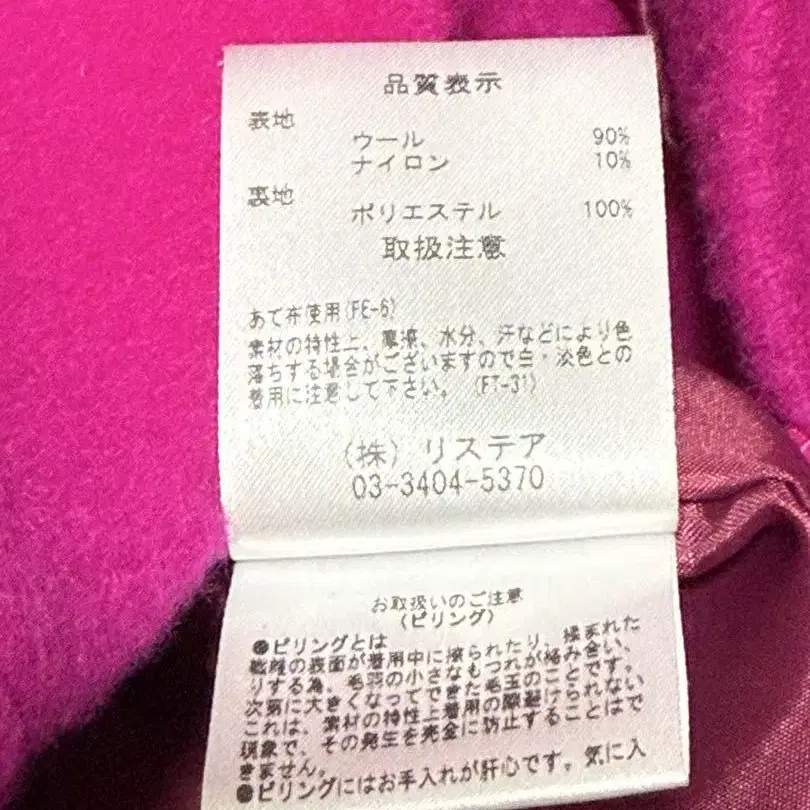 品質表示
表地
ウール 90%
ナイロン 10%
裏地
ポリエステル 100%
取扱注意
あて布使用(FE-6)
素材の特性上、摩擦、水分、汗などにより色
落ちする場合がございますので白・淡色との
着用に注意して下さい。(FT-31)
(株)リステア
03-3404-5370
お取扱いのご注意
(ピリング)
●ピリングとは
繊維の表面が着用中に擦られたり、揉まれた
りする為、毛羽の小さなもつれが絡み合い、
次第に大きくなってできた毛玉のことです。
これは、素材の特性上着用の際避けられない
現象で、その発生を完全に防止することはで
きません。
●ピリングにはお手入れが肝心です。気に入